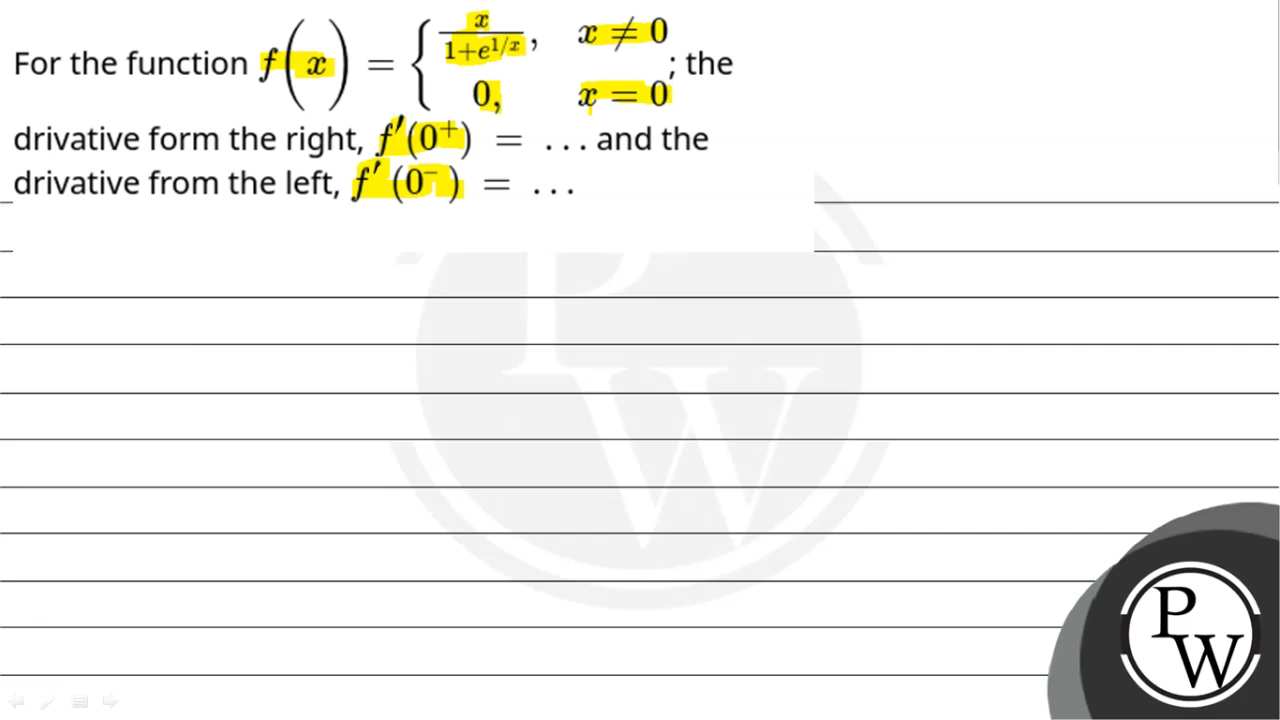 For the function f(x) = { x/(1+e^{1/x}), x ≠ 0
0, x = 0 ; the
drivative form the right, f′(0⁺) = ... and the
drivative from the left, f′(0⁻) = ...
P
W
P
W